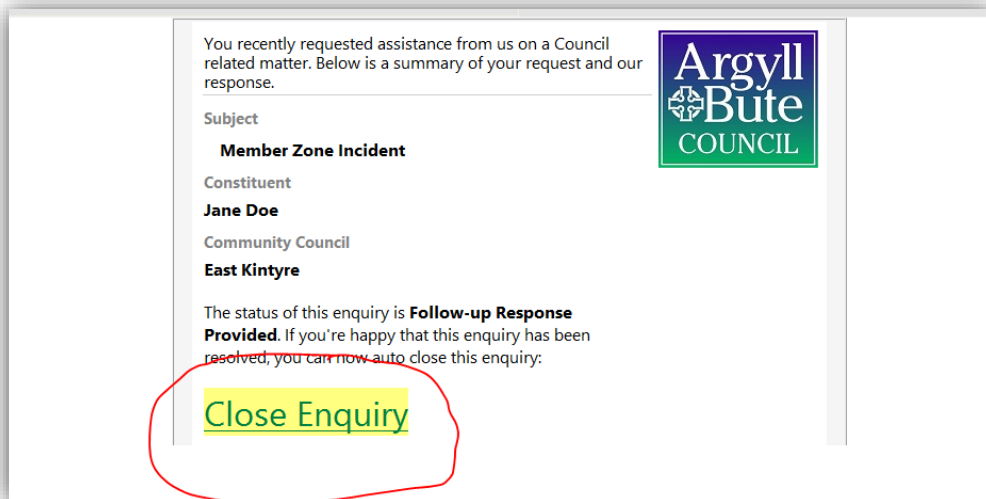 You recently requested assistance from us on a Council
related matter. Below is a summary of your request and our
response.
Argyll
&Bute
COUNCIL
Subject
Member Zone Incident
Constituent
Jane Doe
Community Council
East Kintyre
The status of this enquiry is Follow-up Response
Provided. If you're happy that this enquiry has been
resolved, you can now auto close this enquiry:
Close Enquiry